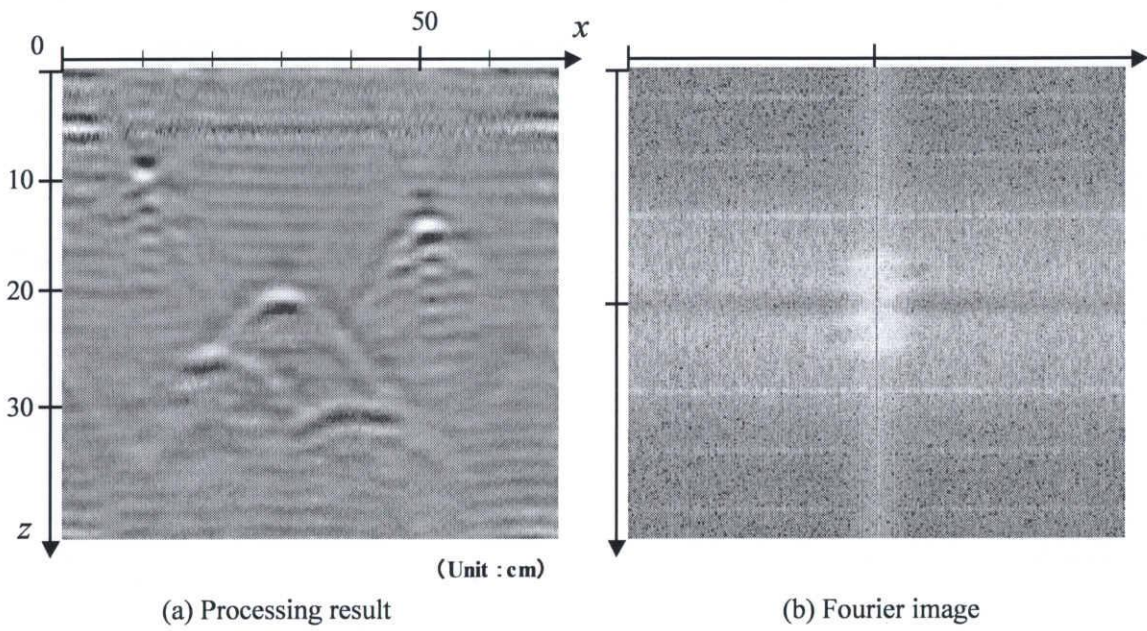 50
x
0
10
20
30
z
(Unit : cm)
(a) Processing result
(b) Fourier image